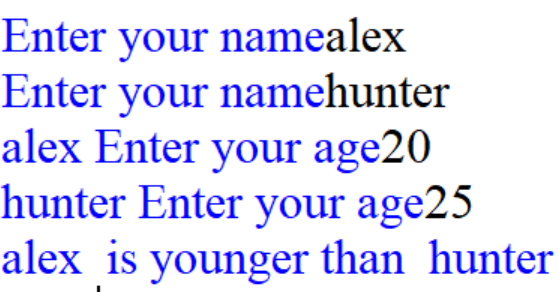 Enter your namealex
Enter your namehunter
alex Enter your age20
hunter Enter your age25
alex  is younger than  hunter